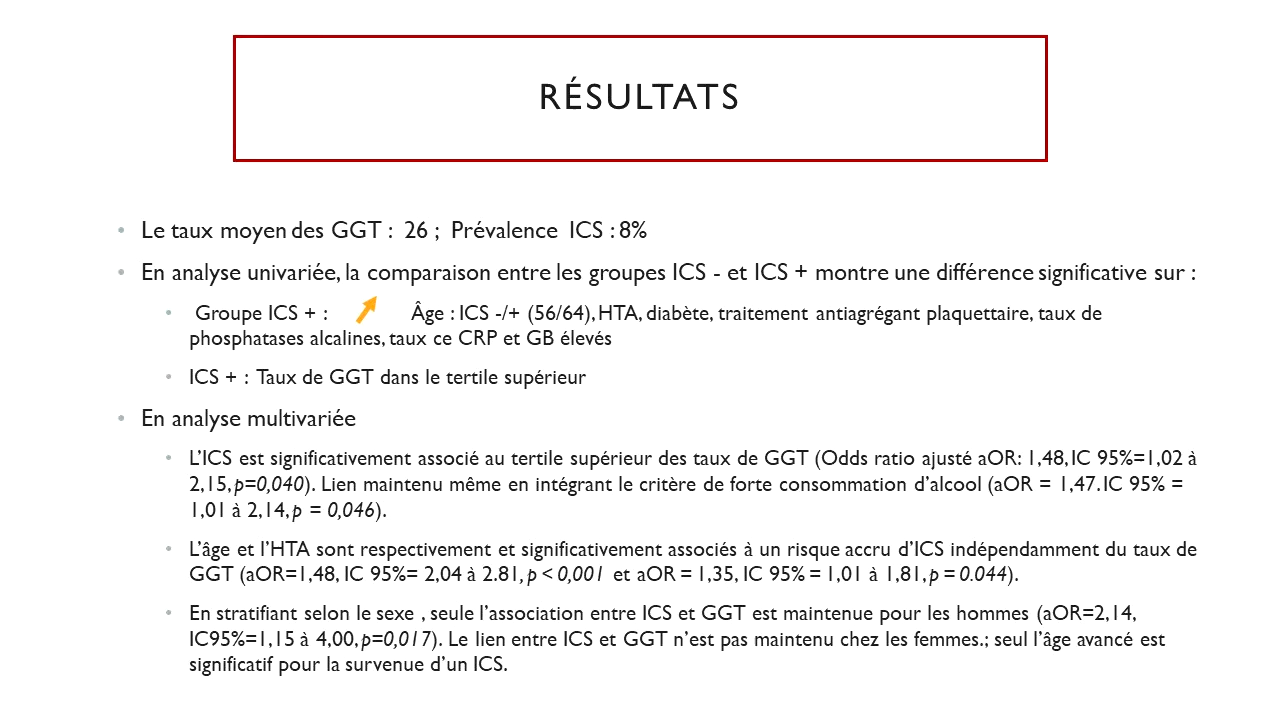 RÉSULTATS
• Le taux moyen des GGT : 26 ; Prévalence ICS : 8%
• En analyse univariée, la comparaison entre les groupes ICS - et ICS + montre une différence significative sur :
• Groupe ICS + : Âge : ICS -/+ (56/64), HTA, diabète, traitement antiagrégant plaquettaire, taux de
phosphatases alcalines, taux ce CRP et GB élevés
• ICS + : Taux de GGT dans le tertile supérieur
• En analyse multivariée
• L'ICS est significativement associé au tertile supérieur des taux de GGT (Odds ratio ajusté aOR: 1,48, IC 95%=1,02 à
2,15, p=0,040). Lien maintenu même en intégrant le critère de forte consommation d'alcool (aOR = 1,47. IC 95% =
1,01 à 2,14, p = 0,046).
• L'âge et l'HTA sont respectivement et significativement associés à un risque accru d'ICS indépendamment du taux de
GGT (aOR=1,48, IC 95%= 2,04 à 2.81, p < 0,001 et aOR = 1,35, IC 95% = 1,01 à 1,81, p = 0.044).
• En stratifiant selon le sexe , seule l'association entre ICS et GGT est maintenue pour les hommes (aOR=2,14,
IC95%=1,15 à 4,00, p=0,017). Le lien entre ICS et GGT n'est pas maintenu chez les femmes.; seul l'âge avancé est
significatif pour la survenue d'un ICS.